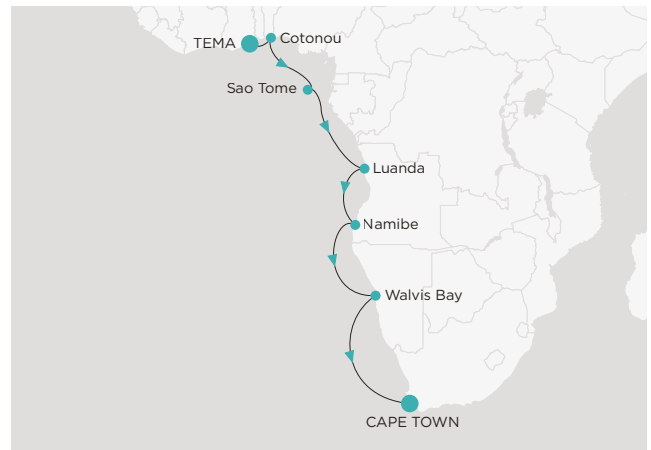 TEMA
Cotonou
Sao Tome
Luanda
Namibe
Walvis Bay
CAPE TOWN